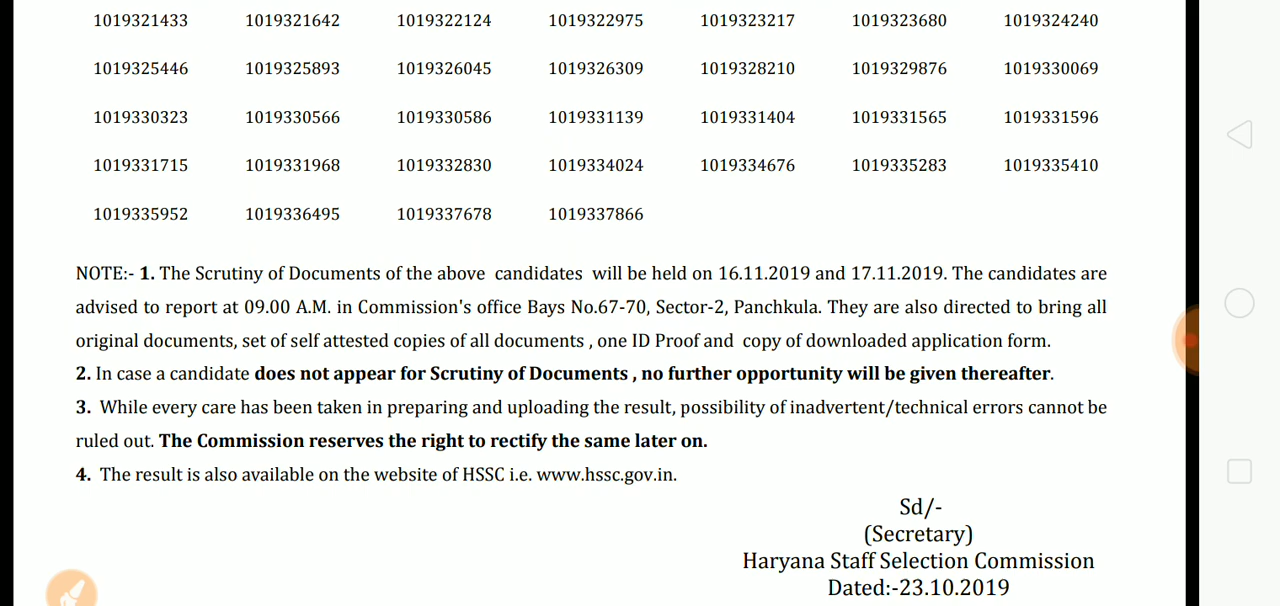 1019321433 1019321642 1019322124 1019322975 1019323217 1019323680 1019324240
1019325446 1019325893 1019326045 1019326309 1019328210 1019329876 1019330069
1019330323 1019330566 1019330586 1019331139 1019331404 1019331565 1019331596
1019331715 1019331968 1019332830 1019334024 1019334676 1019335283 1019335410
1019335952 1019336495 1019337678 1019337866
NOTE:- 1. The Scrutiny of Documents of the above candidates will be held on 16.11.2019 and 17.11.2019. The candidates are
advised to report at 09.00 A.M. in Commission's office Bays No.67-70, Sector-2, Panchkula. They are also directed to bring all
original documents, set of self attested copies of all documents , one ID Proof and copy of downloaded application form.
2. In case a candidate does not appear for Scrutiny of Documents , no further opportunity will be given thereafter.
3. While every care has been taken in preparing and uploading the result, possibility of inadvertent/technical errors cannot be
ruled out. The Commission reserves the right to rectify the same later on.
4. The result is also available on the website of HSSC i.e. www.hssc.gov.in.
Sd/-
(Secretary)
Haryana Staff Selection Commission
Dated:-23.10.2019